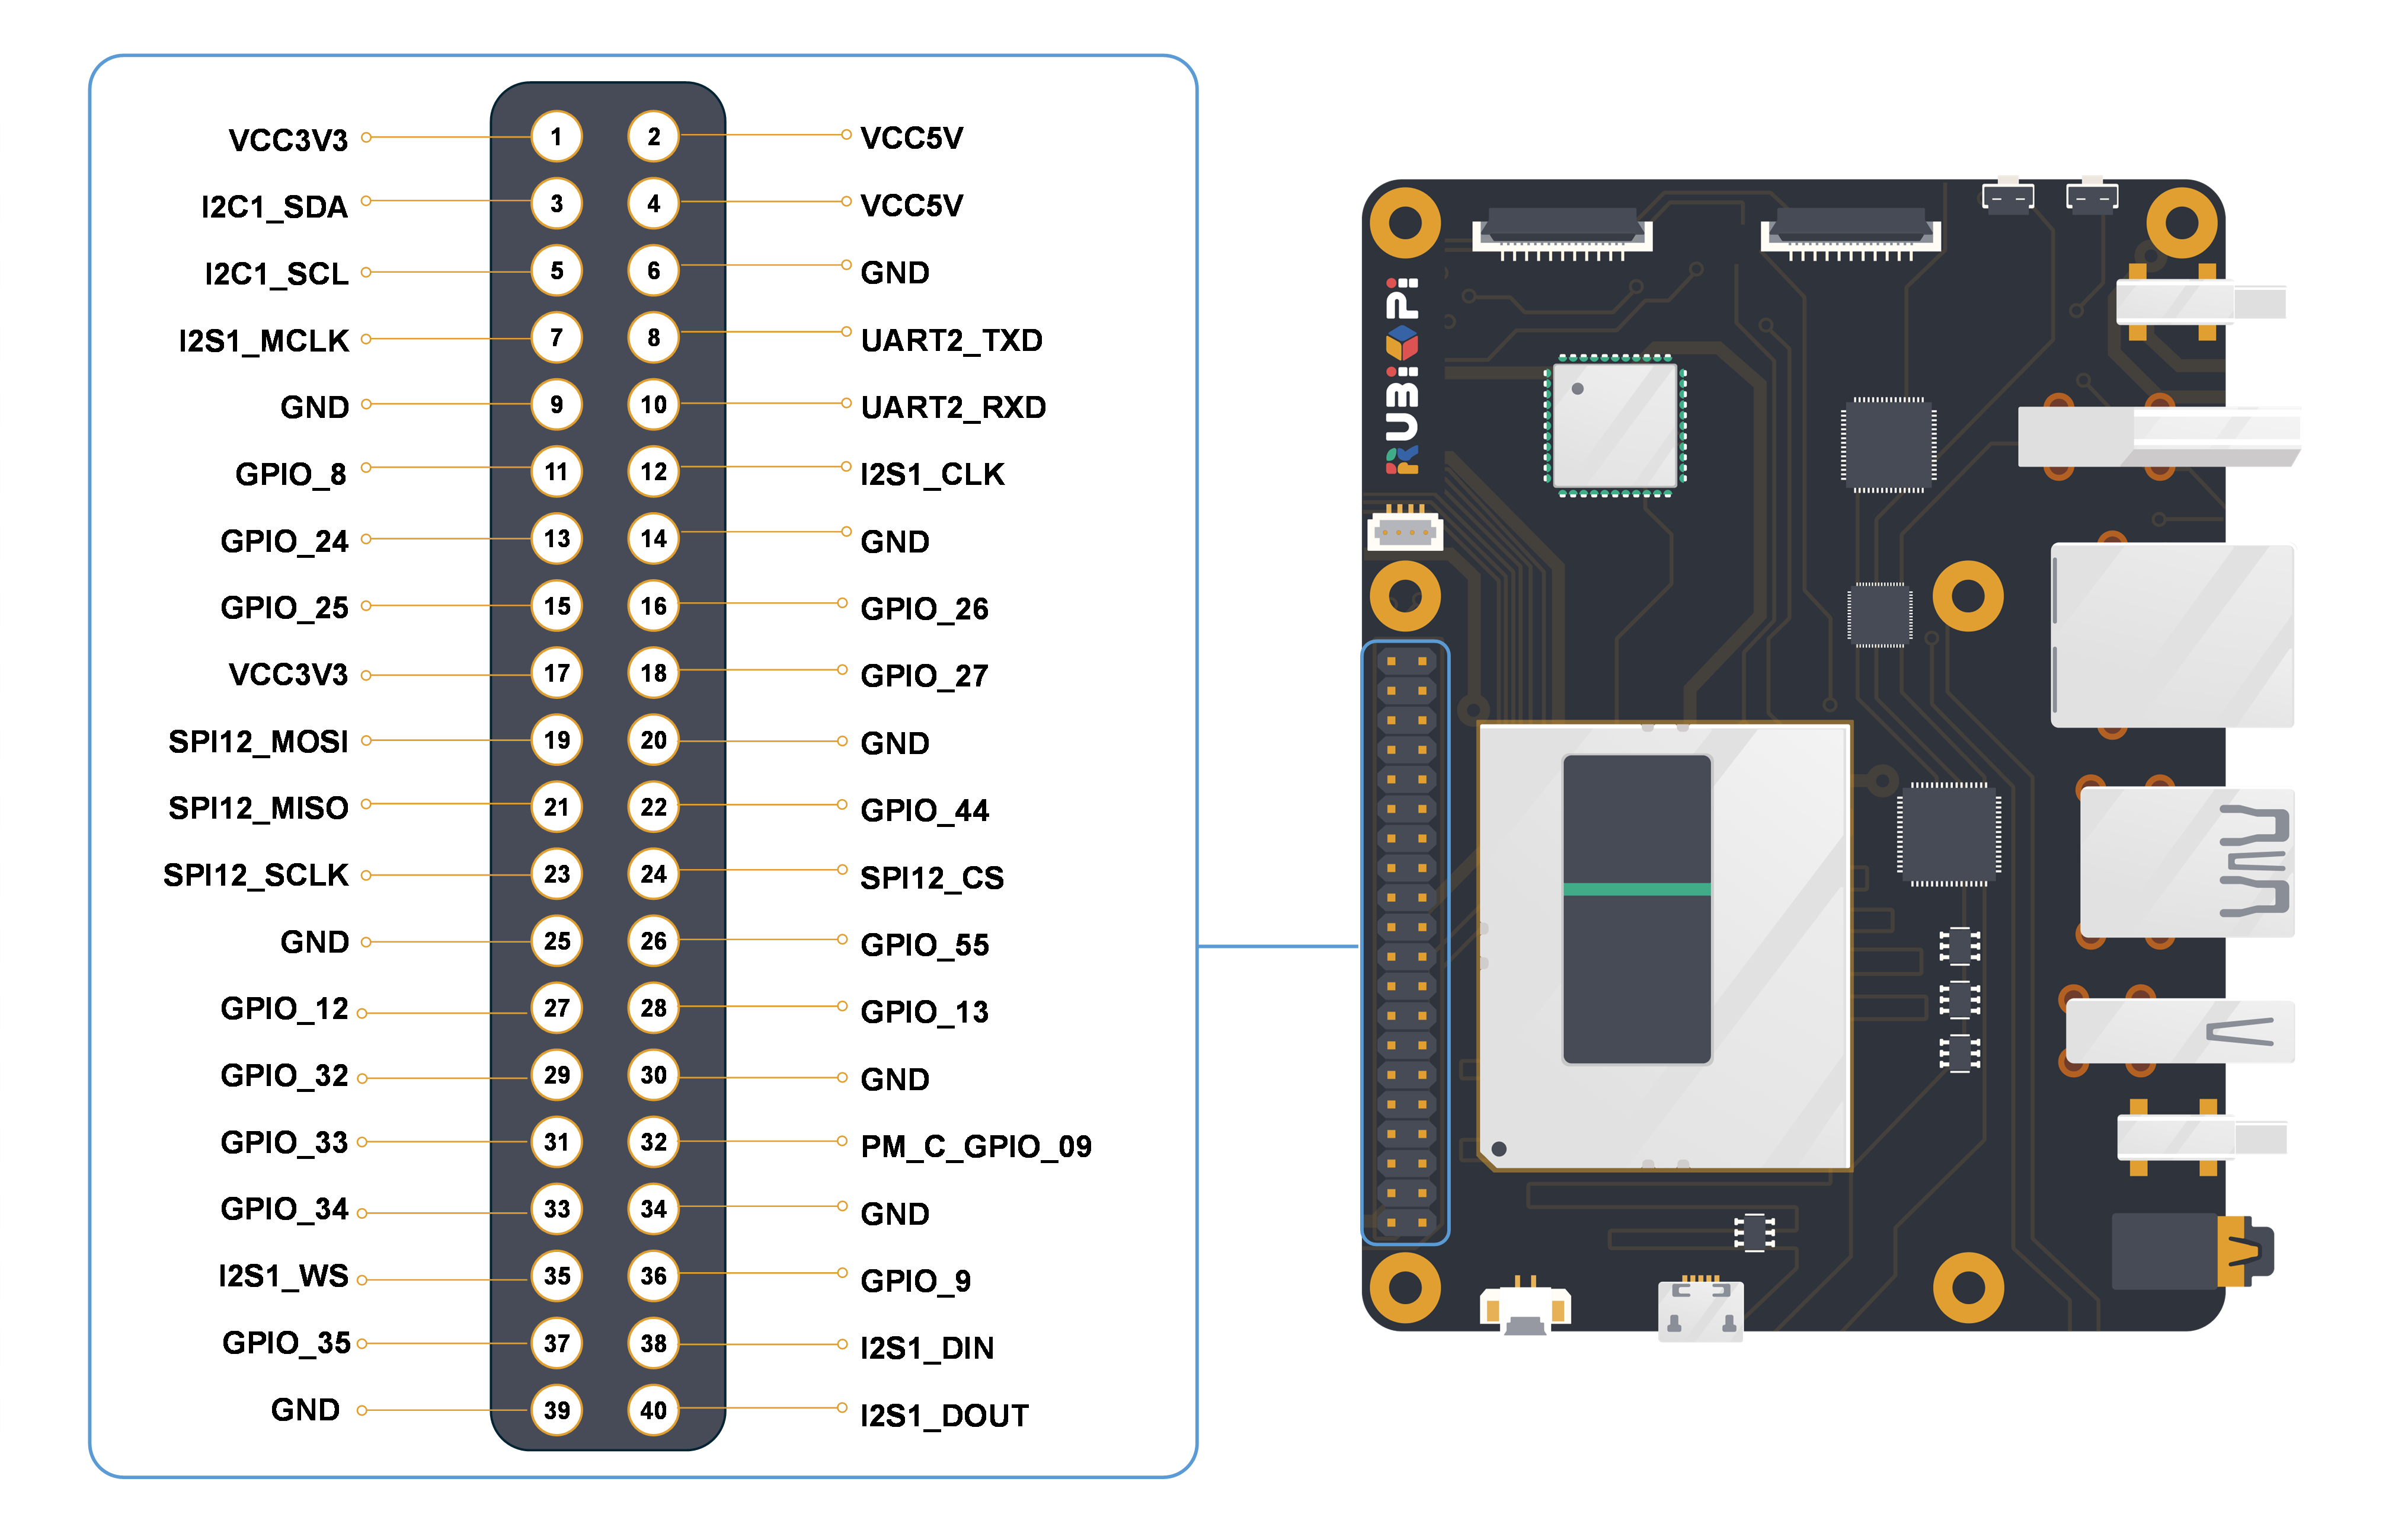 VCC3V3 1 2 VCC5V
I2C1_SDA 3 4 VCC5V
I2C1_SCL 5 6 GND
I2S1_MCLK 7 8 UART2_TXD
GND 9 10 UART2_RXD
GPIO_8 11 12 I2S1_CLK
GPIO_24 13 14 GND
GPIO_25 15 16 GPIO_26
VCC3V3 17 18 GPIO_27
SPI12_MOSI 19 20 GND
SPI12_MISO 21 22 GPIO_44
SPI12_SCLK 23 24 SPI12_CS
GND 25 26 GPIO_55
GPIO_12 27 28 GPIO_13
GPIO_32 29 30 GND
GPIO_33 31 32 PM_C_GPIO_09
GPIO_34 33 34 GND
I2S1_WS 35 36 GPIO_9
GPIO_35 37 38 I2S1_DIN
GND 39 40 I2S1_DOUT
RUBiK Pi